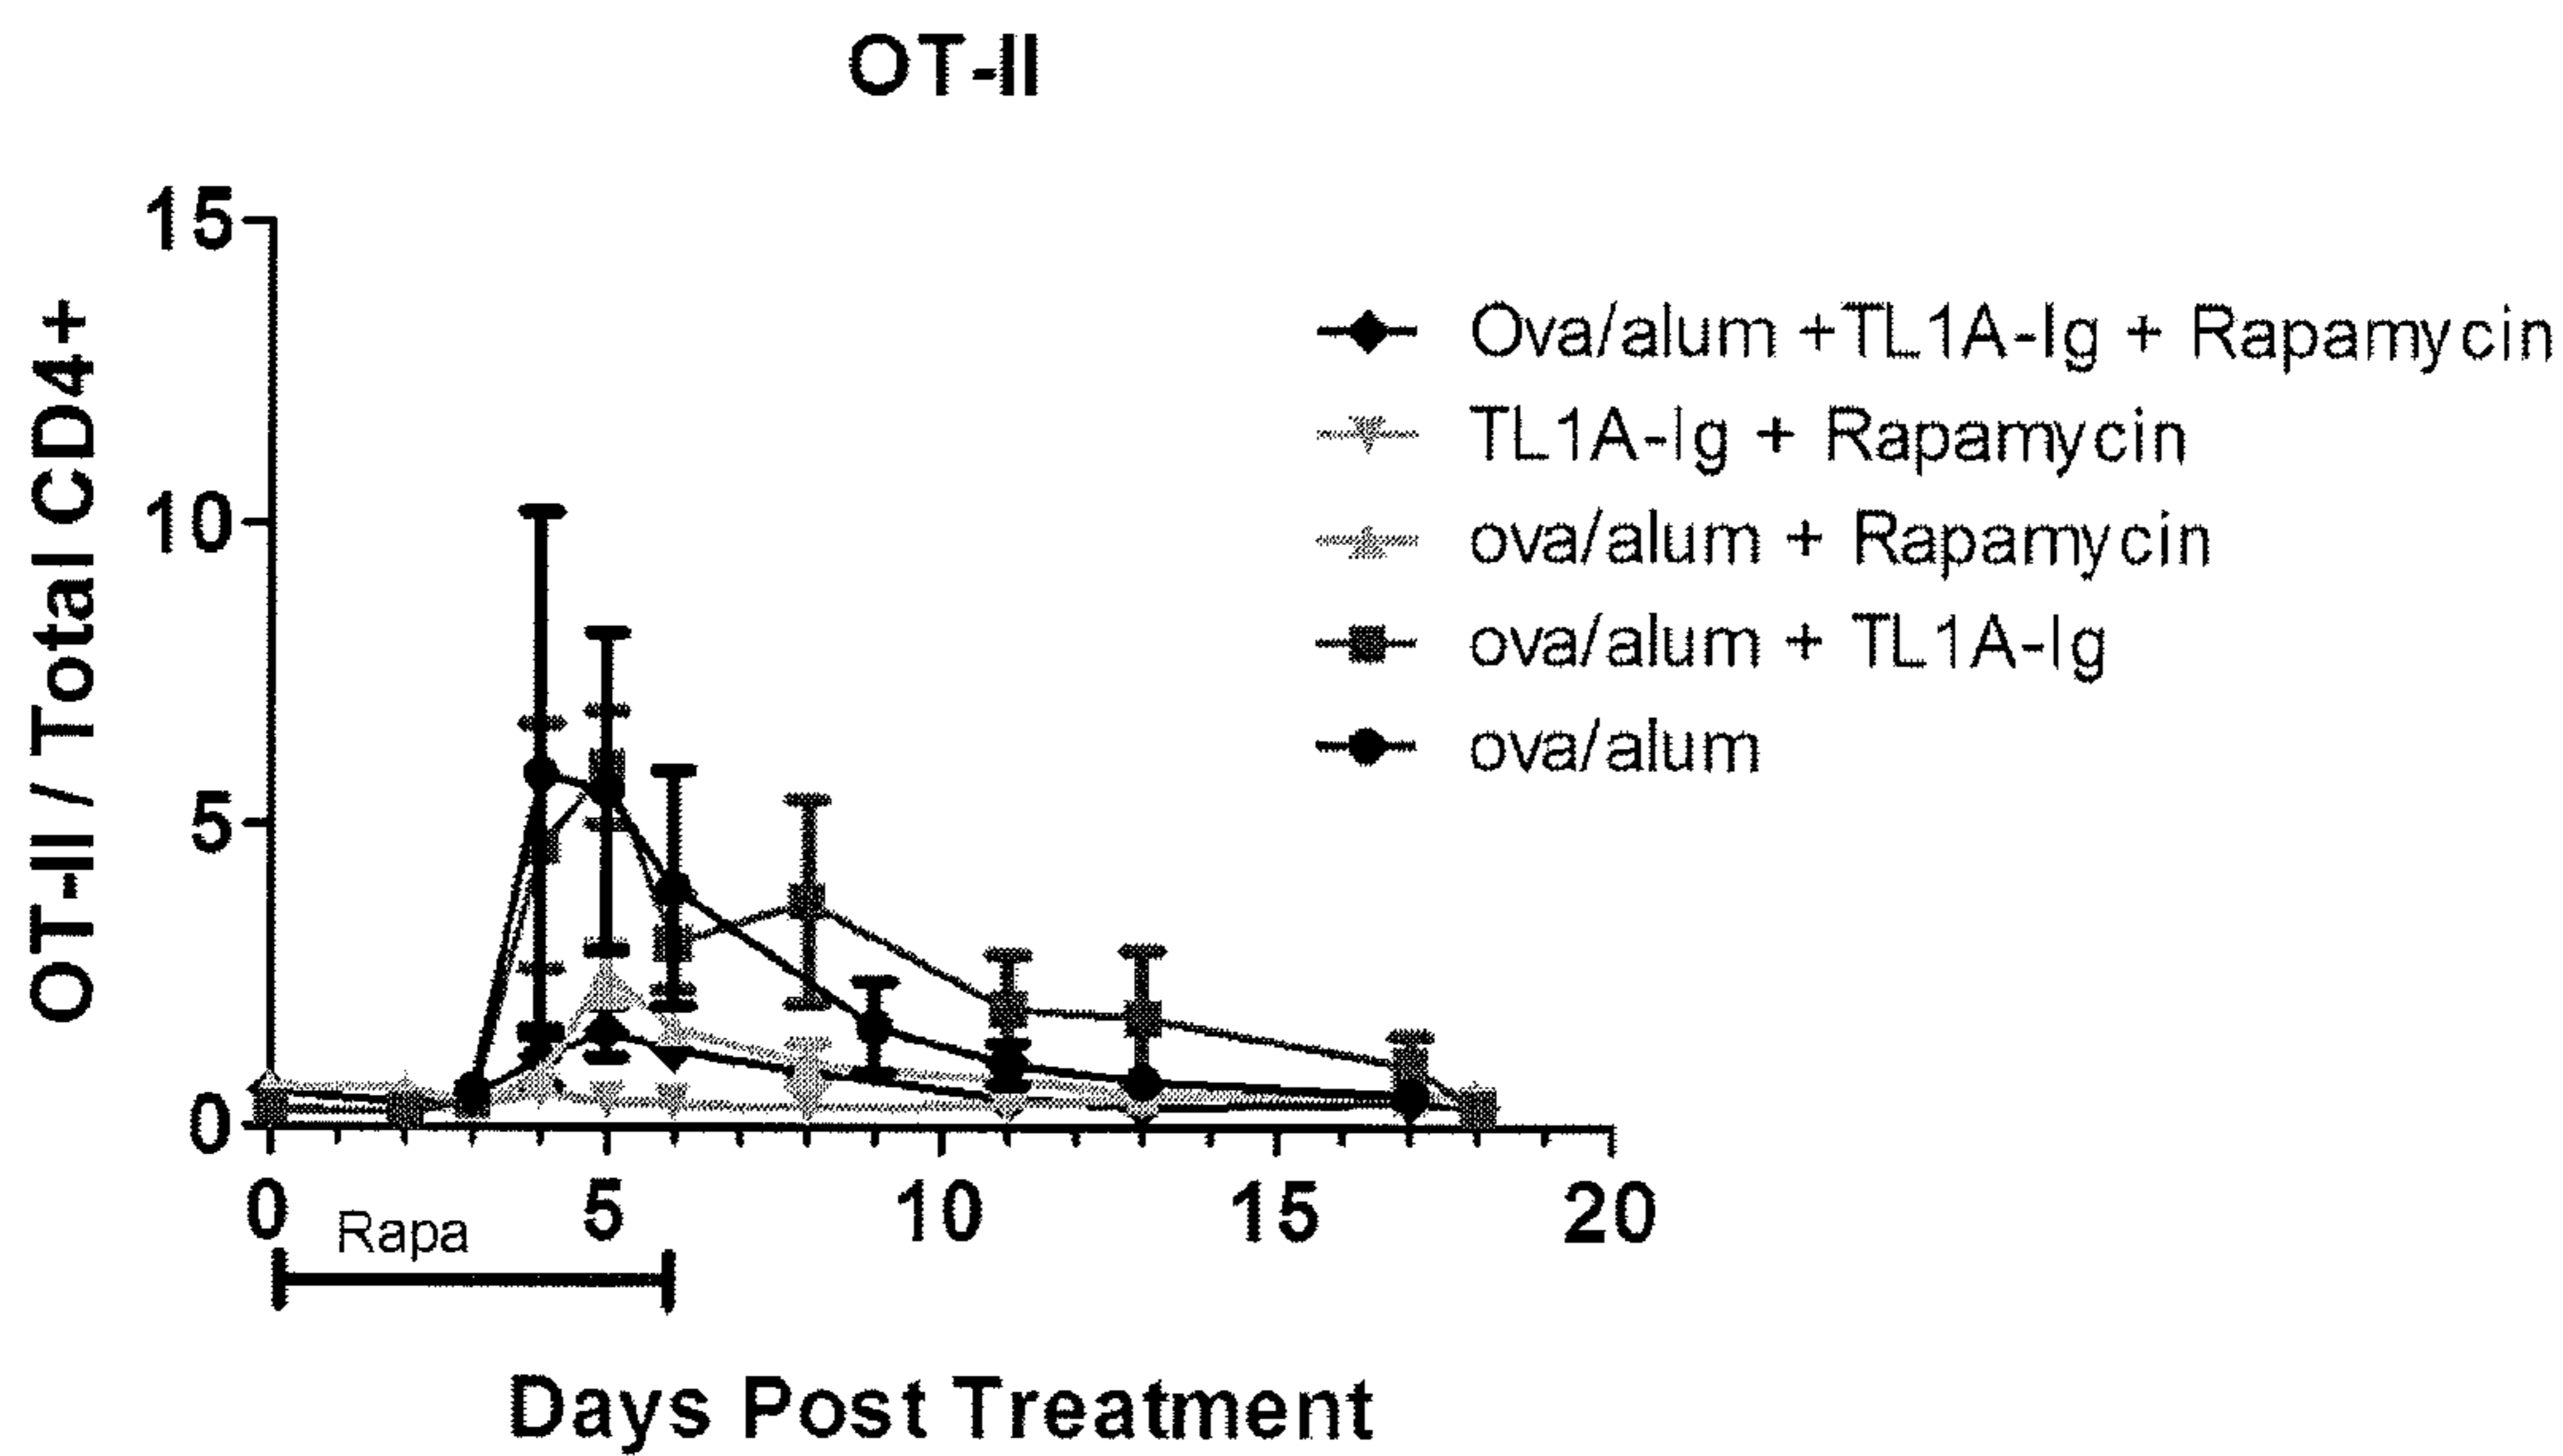 OT-II
OT-II / Total CD4+
15
10
5
0
Ova/alum +TL1A-Ig + Rapamycin
TL1A-Ig + Rapamycin
ova/alum + Rapamycin
ova/alum + TL1A-Ig
ova/alum
0 5 10 15 20
Rapa
Days Post Treatment